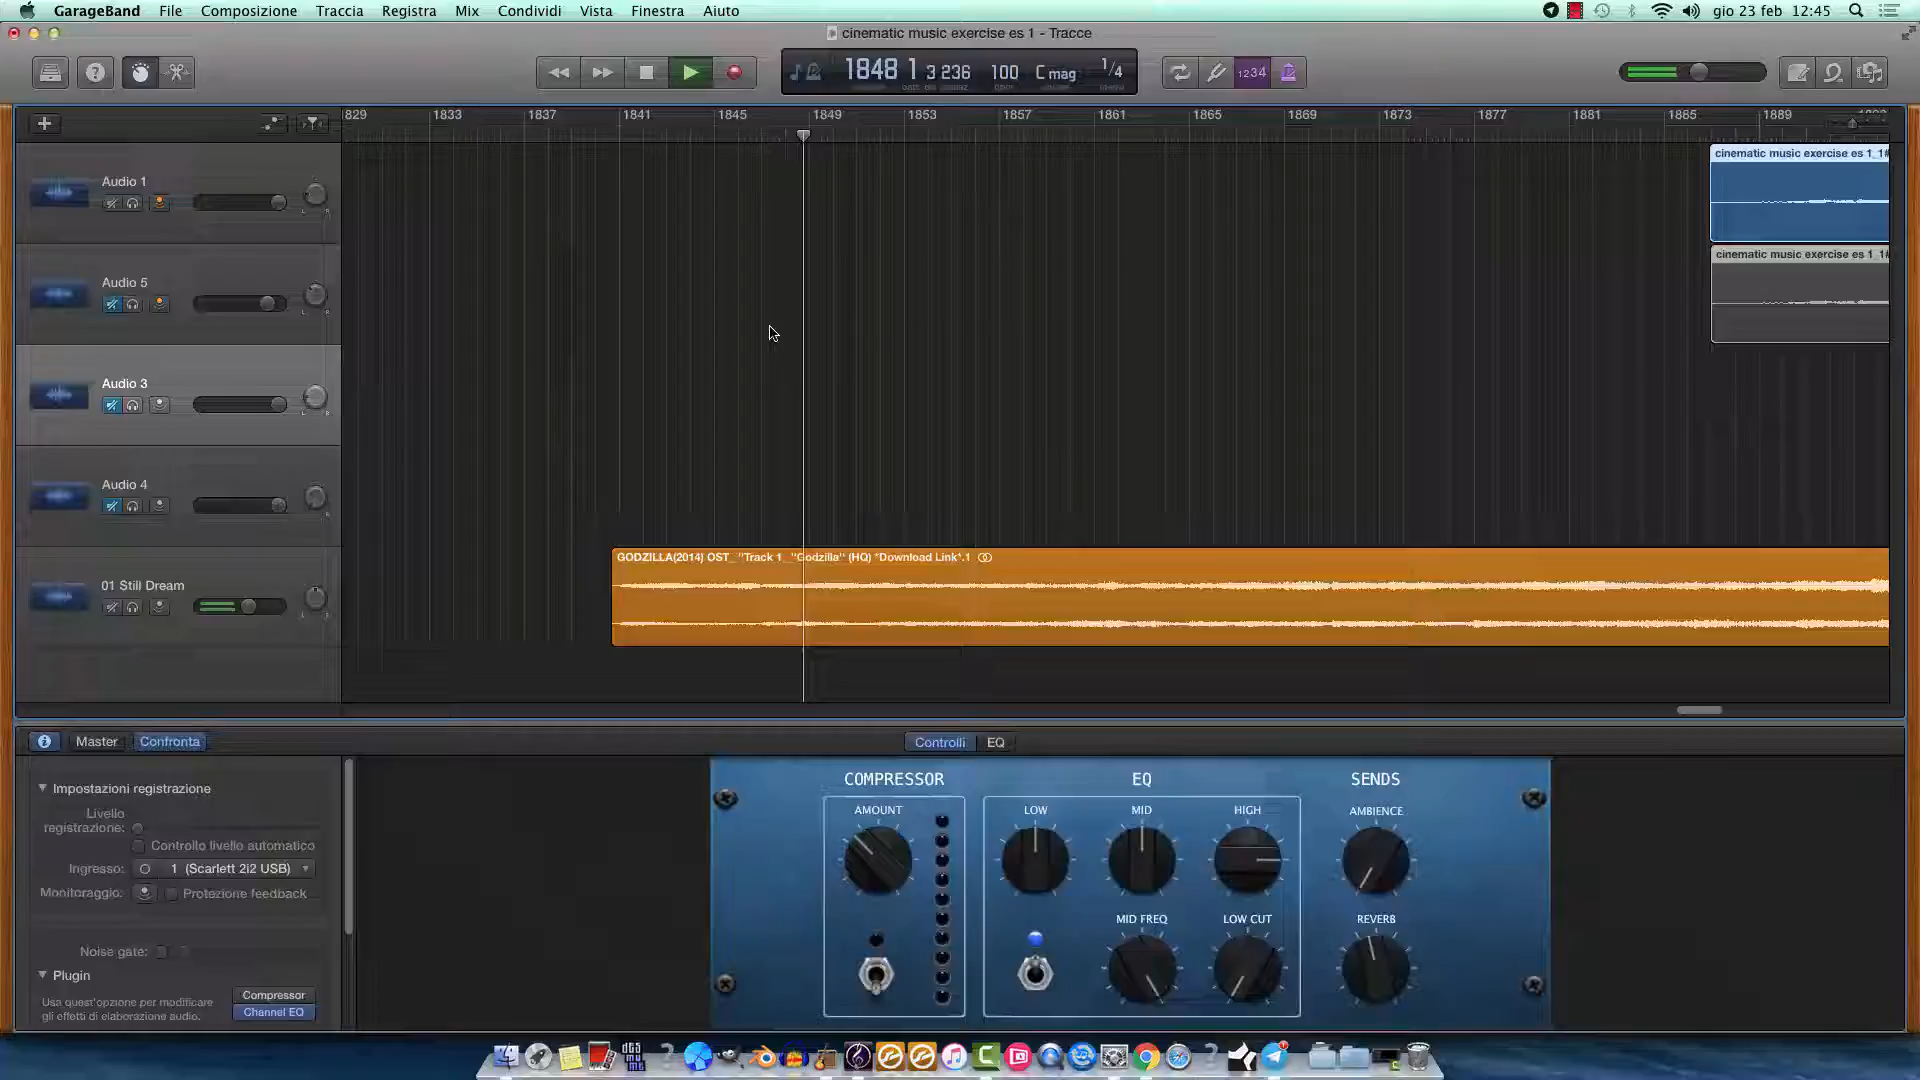 GarageBand File Composizione Traccia Registra Mix Condividi Vista Finestra Aiuto gio 23 feb 12:45
cinematic music exercise es 1 - Tracce
1848 1 3 236 100 C mag 1/4
1234
829 1833 1837 1841 1845 1849 1853 1857 1861 1865 1869 1873 1877 1881 1885 1889
Audio 1
cinematic music exercise es 1_1#
Audio 5
cinematic music exercise es 1_1#
Audio 3
Audio 4
GODZILLA(2014) OST_ "Track 1_ "Godzilla" (HQ) *Download Link*.1
01 Still Dream
Master Confronta
Controlli EQ
Impostazioni registrazione
Livello
registrazione:
Controllo livello automatico
Ingresso: 1 (Scarlett 2i2 USB)
Monitoraggio: Protezione feedback
Noise gate:
Plugin
Usa quest'opzione per modificare
gli effetti di elaborazione audio.
Compressor
Channel EQ
COMPRESSOR EQ SENDS
AMOUNT LOW MID HIGH AMBIENCE
MID FREQ LOW CUT REVERB